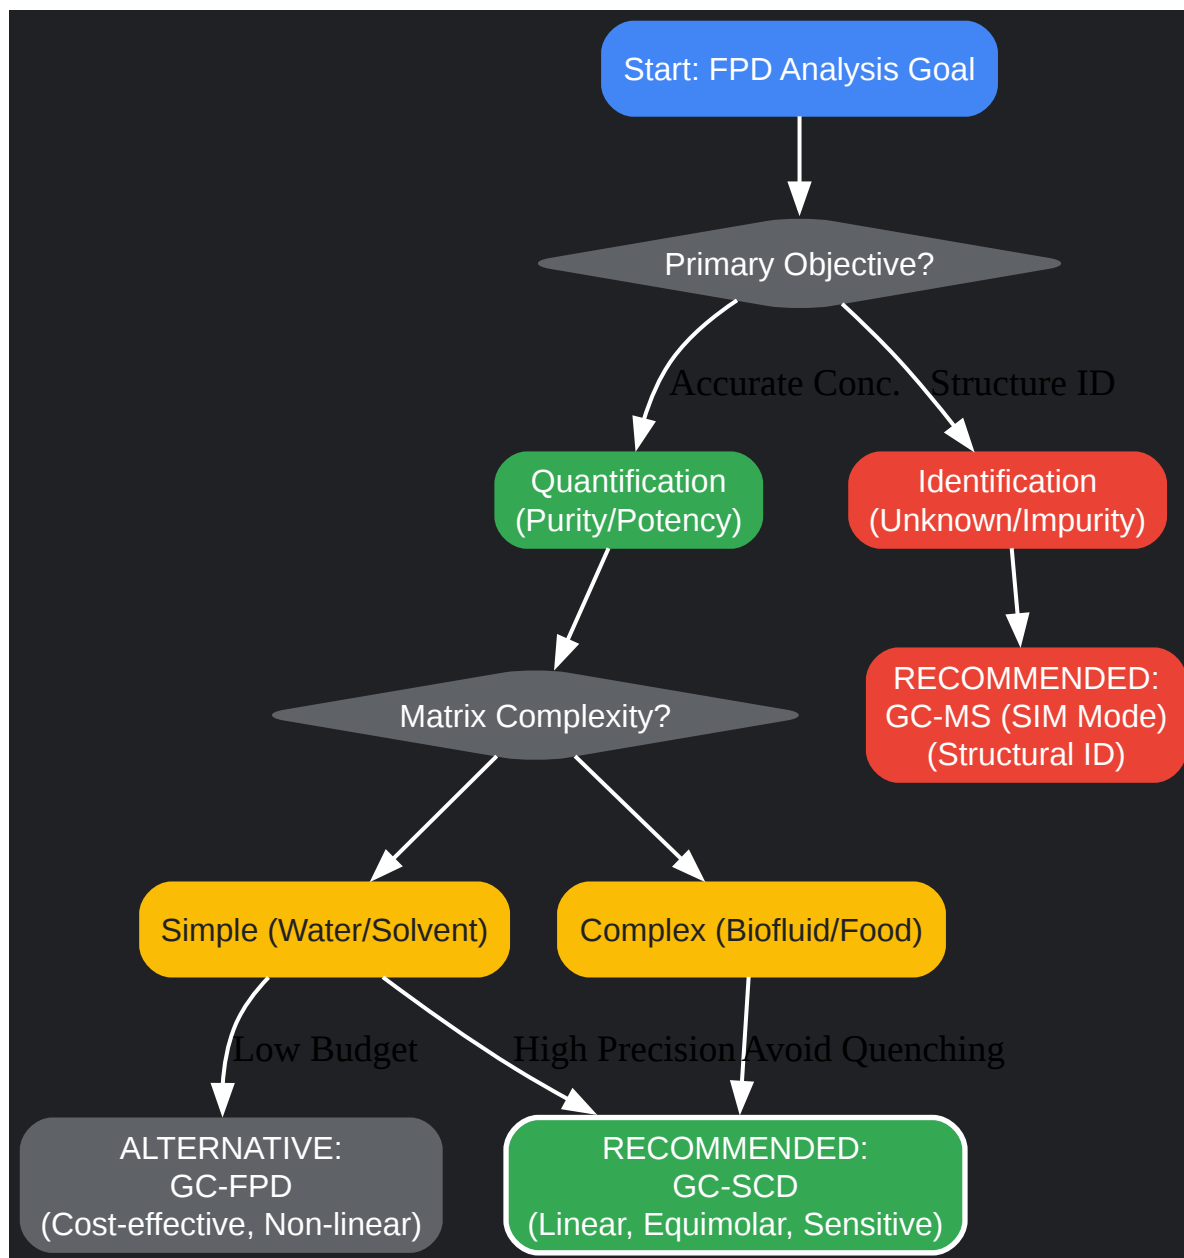 Start: FPD Analysis Goal
Primary Objective?
Accurate Conc.
Structure ID
Quantification
(Purity/Potency)
Identification
(Unknown/Impurity)
RECOMMENDED:
GC-MS (SIM Mode)
(Structural ID)
Matrix Complexity?
Simple (Water/Solvent)
Complex (Biofluid/Food)
Low Budget
High Precision
Avoid Quenching
ALTERNATIVE:
GC-FPD
(Cost-effective, Non-linear)
RECOMMENDED:
GC-SCD
(Linear, Equimolar, Sensitive)